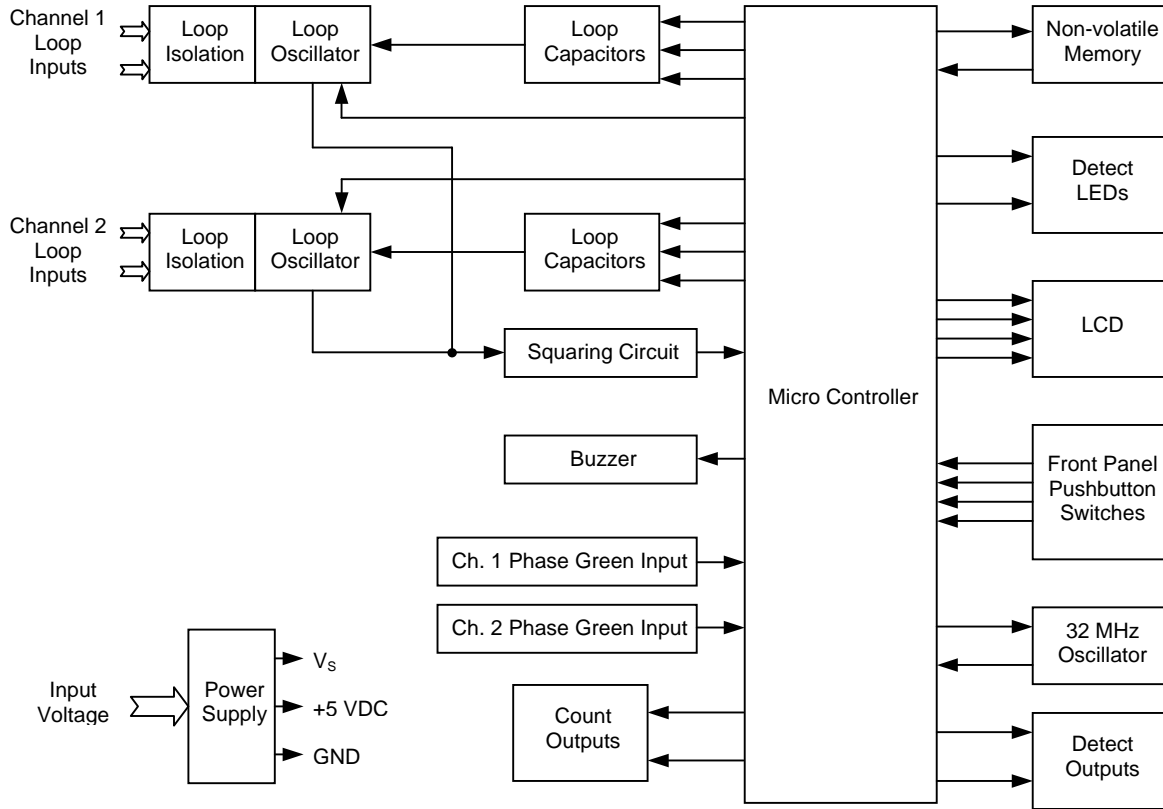 Channel 1
Loop
Inputs
Loop
Isolation
Loop
Oscillator
Loop
Capacitors
Non-volatile
Memory
Detect
LEDs
Channel 2
Loop
Inputs
Loop
Isolation
Loop
Oscillator
Loop
Capacitors
LCD
Squaring Circuit
Micro Controller
Buzzer
Front Panel
Pushbutton
Switches
Ch. 1 Phase Green Input
Ch. 2 Phase Green Input
32 MHz
Oscillator
Input
Voltage
Power
Supply
VS
+5 VDC
GND
Count
Outputs
Detect
Outputs